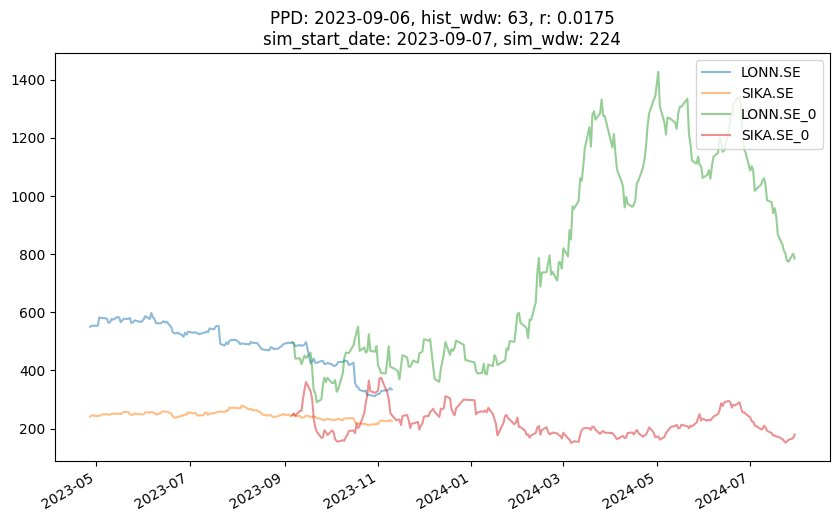 PPD: 2023-09-06, hist_wdw: 63, r: 0.0175
sim_start_date: 2023-09-07, sim_wdw: 224
LONN.SE
SIKA.SE
LONN.SE_0
SIKA.SE_0
1400
1200
1000
800
600
400
200
2023-05
2023-07
2023-09
2023-11
2024-01
2024-03
2024-05
2024-07